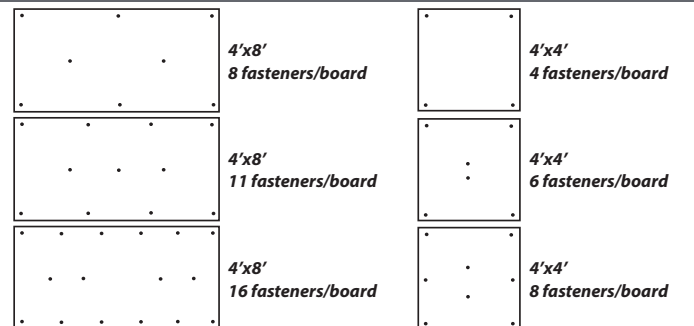 4'x8'
8 fasteners/board
4'x4'
4 fasteners/board
4'x8'
11 fasteners/board
4'x4'
6 fasteners/board
4'x8'
16 fasteners/board
4'x4'
8 fasteners/board